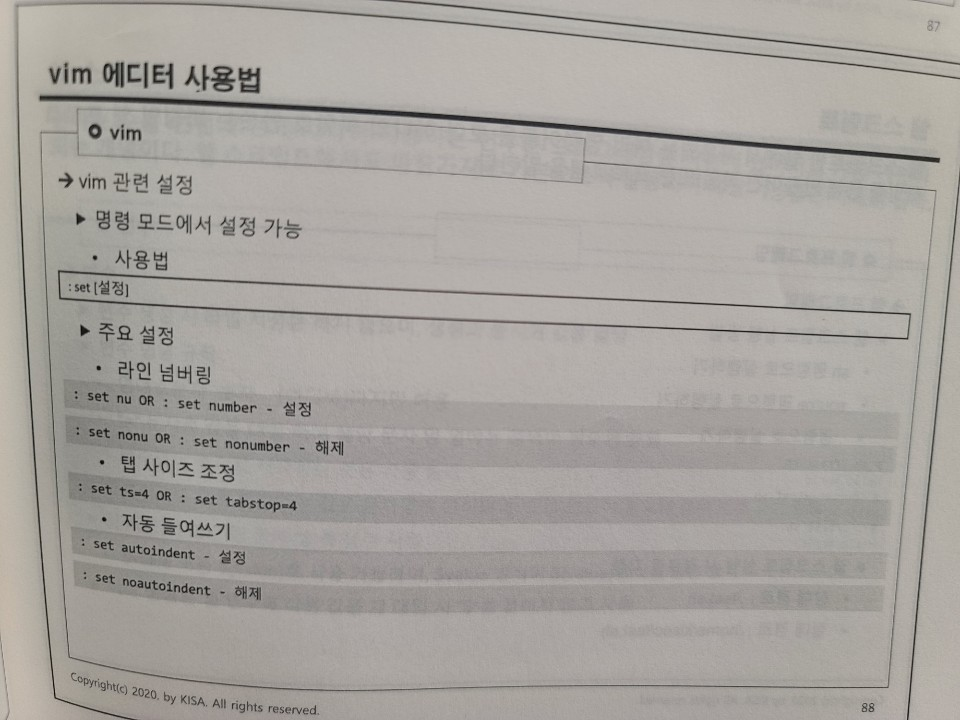 87
vim 에디터 사용법
vim
→ vim 관련 설정
▶ 명령 모드에서 설정 가능
• 사용법
: set [설정]
▶ 주요 설정
• 라인 넘버링
: set nu OR : set number - 설정
: set nonu OR : set nonumber - 해제
• 탭 사이즈 조정
: set ts=4 OR : set tabstop=4
• 자동 들여쓰기
: set autoindent - 설정
: set noautoindent - 해제
Copyright(c) 2020. by KISA. All rights reserved.
88